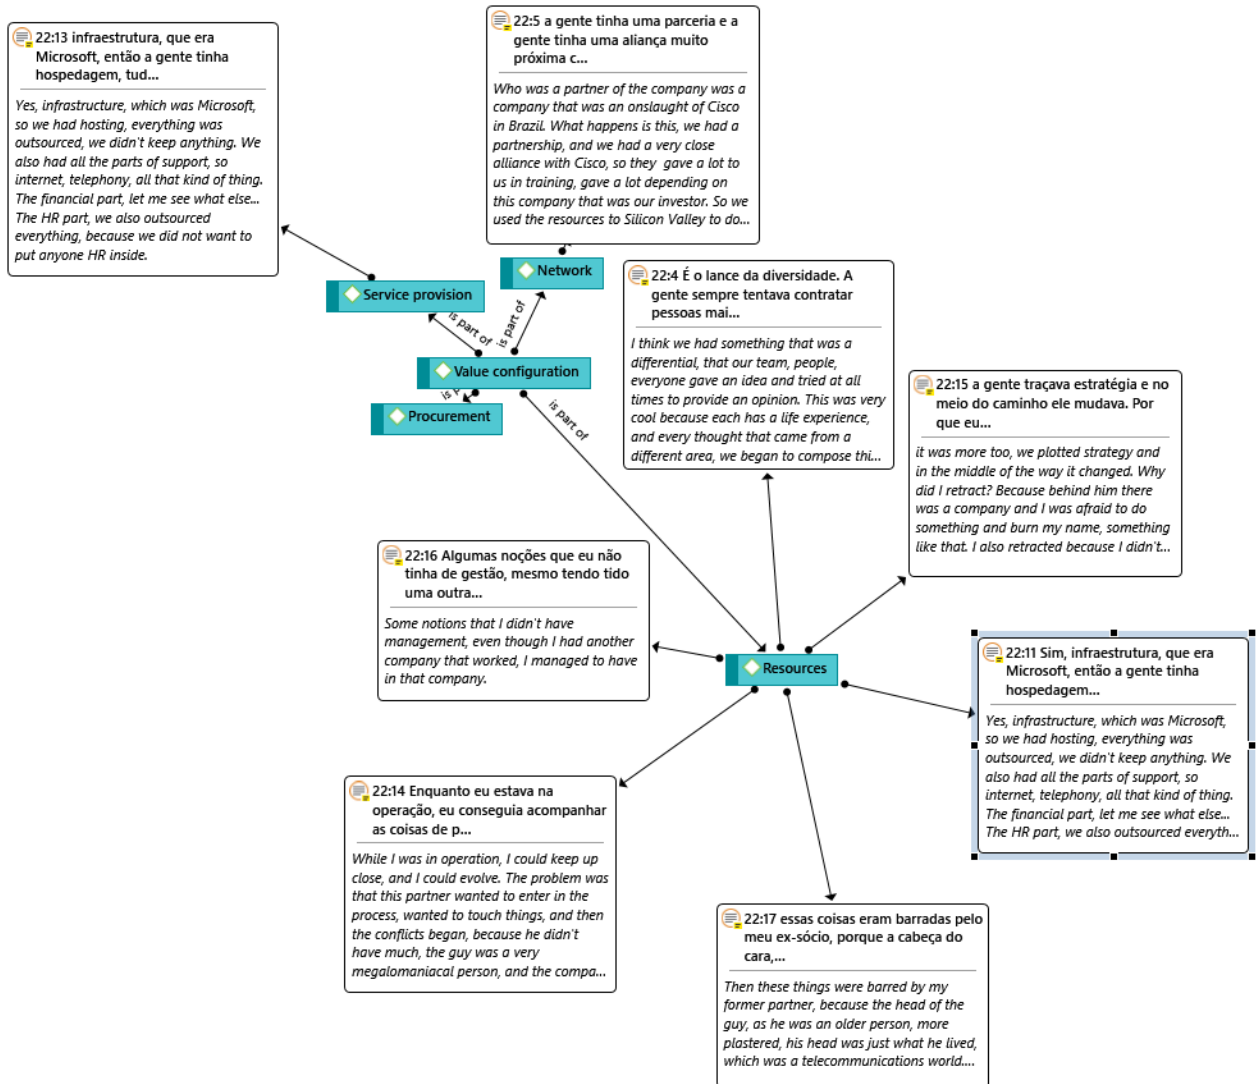 22:13 infraestrutura, que era
Microsoft, então a gente tinha
hospedagem, tud...
Yes, infrastructure, which was Microsoft,
so we had hosting, everything was
outsourced, we didn't keep anything. We
also had all the parts of support, so
internet, telephony, all that kind of thing.
The financial part, let me see what else...
The HR part, we also outsourced
everything, because we did not want to
put anyone HR inside.
22:5 a gente tinha uma parceria e a
gente tinha uma aliança muito
próxima c...
Who was a partner of the company was a
company that was an onslaught of Cisco
in Brazil. What happens is this, we had a
partnership, and we had a very close
alliance with Cisco, so they gave a lot to
us in training, gave a lot depending on
this company that was our investor. So we
used the resources to Silicon Valley to do...
Network
Service provision
is part of
is part of
Value configuration
is p
Procurement
is part of
22:4 É o lance da diversidade. A
gente sempre tentava contratar
pessoas mai...
I think we had something that was a
differential, that our team, people,
everyone gave an idea and tried at all
times to provide an opinion. This was very
cool because each has a life experience,
and every thought that came from a
different area, we began to compose thi...
22:15 a gente traçava estratégia e no
meio do caminho ele mudava. Por
que eu...
it was more too, we plotted strategy and
in the middle of the way it changed. Why
did I retract? Because behind him there
was a company and I was afraid to do
something and burn my name, something
like that. I also retracted because I didn't...
22:16 Algumas noções que eu não
tinha de gestão, mesmo tendo tido
uma outra...
Some notions that I didn't have
management, even though I had another
company that worked, I managed to have
in that company.
Resources
22:11 Sim, infraestrutura, que era
Microsoft, então a gente tinha
hospedagem...
Yes, infrastructure, which was Microsoft,
so we had hosting, everything was
outsourced, we didn't keep anything. We
also had all the parts of support, so
internet, telephony, all that kind of thing.
The financial part, let me see what else...
The HR part, we also outsourced everyth...
22:14 Enquanto eu estava na
operação, eu conseguia acompanhar
as coisas de p...
While I was in operation, I could keep up
close, and I could evolve. The problem was
that this partner wanted to enter in the
process, wanted to touch things, and then
the conflicts began, because he didn't
have much, the guy was a very
megalomaniacal person, and the compa...
22:17 essas coisas eram barradas pelo
meu ex-sócio, porque a cabeça do
cara,...
Then these things were barred by my
former partner, because the head of the
guy, as he was an older person, more
plastered, his head was just what he lived,
which was a telecommunications world....